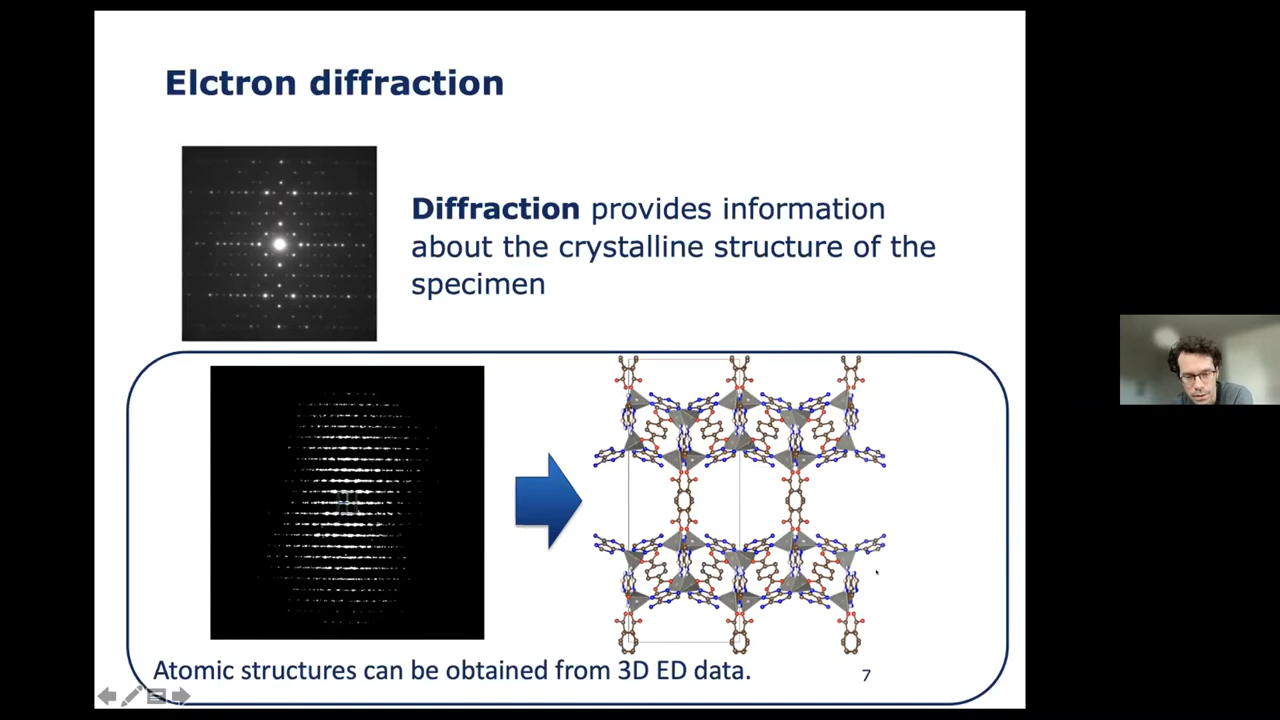 Elctron diffraction
Diffraction provides information
about the crystalline structure of the
specimen
Atomic structures can be obtained from 3D ED data.
7